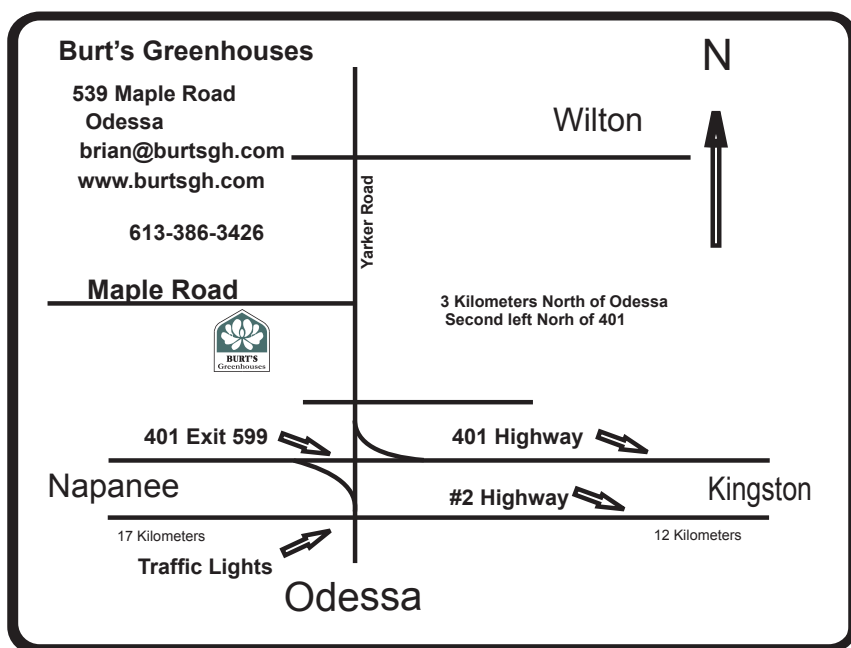 Burt's Greenhouses
539 Maple Road
Odessa
brian@burtsgh.com
www.burtsgh.com
613-386-3426
N
Wilton
Yarker Road
Maple Road
BURT'S
Greenhouses
3 Kilometers North of Odessa
Second left Norh of 401
401 Exit 599
401 Highway
Napanee
#2 Highway
Kingston
17 Kilometers
12 Kilometers
Traffic Lights
Odessa